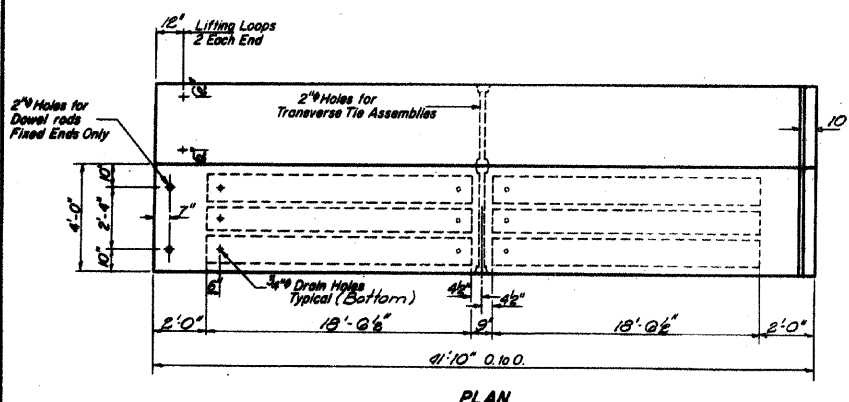 12"
Lifting Loops
2 Each End
2"ϕ Holes for
Transverse Tie Assemblies
2"ϕ Holes for
Dowel rods
Fixed Ends Only
10
10"
4'-0"
2'-4"
7"
10"
6"
¾"ϕ Drain Holes
Typical (Bottom)
4½"
4½"
2'-0"
18'-6½"
9"
18'-6½"
2'-0"
41'-10" O. to O.
PLAN